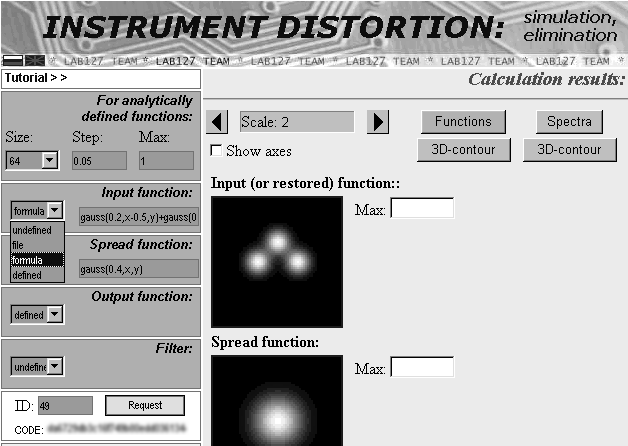 INSTRUMENT DISTORTION: simulation,
elimination
* LAB127 TEAM * LAB127 TEAM * LAB127 TEAM * LAB127 TEAM * LAB127 TEAM * LAB127 TEAM *
Tutorial > >
Calculation results:
For analytically
defined functions:
Size: Step: Max:
64 0.05 1
Scale: 2
Functions Spectra
Show axes
3D-contour 3D-contour
Input function:
formula gauss(0.2,x-0.5,y)+gauss(0
undefined
file
formula
defined
Spread function:
gauss(0.4,x,y)
Output function:
defined
Filter:
undefine
ID: 49 Request
CODE:
Input (or restored) function::
Max:
Spread function:
Max: